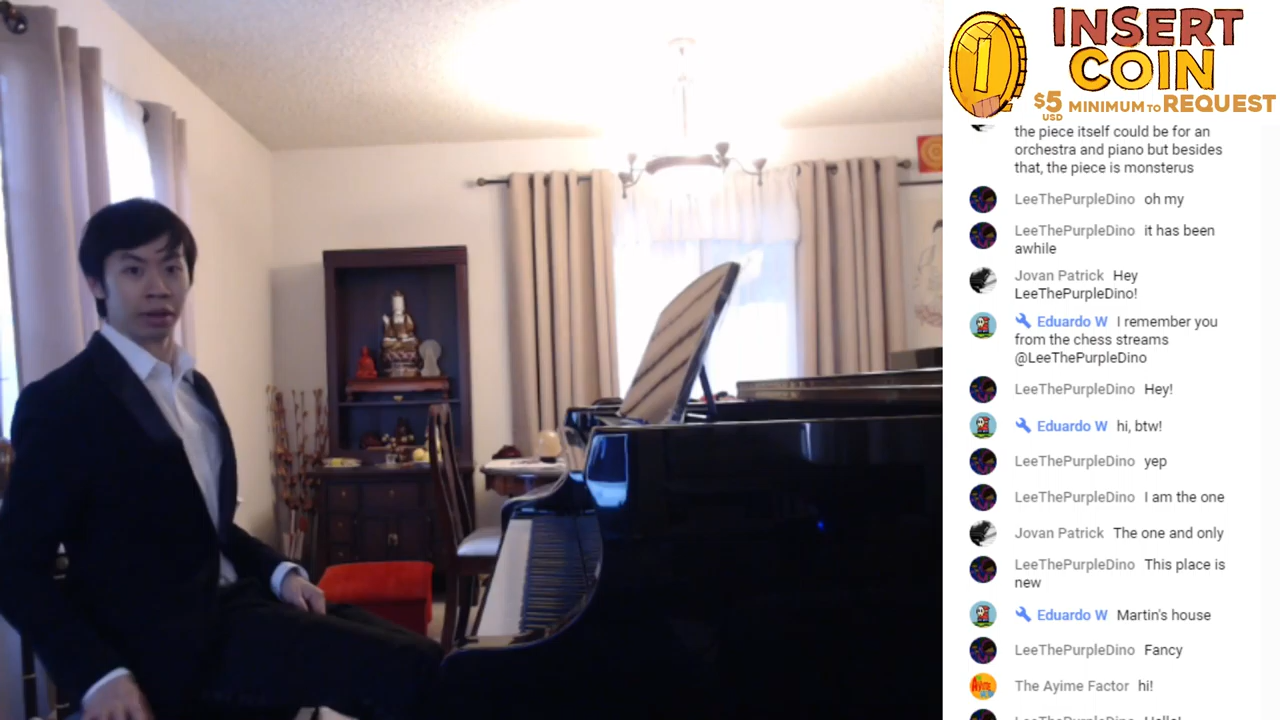 INSERT
COIN
$5
USD
MINIMUM TO REQUEST
the piece itself could be for an
orchestra and piano but besides
that, the piece is monsterus
LeeThePurpleDino oh my
LeeThePurpleDino it has been
awhile
Jovan Patrick Hey
LeeThePurpleDino!
Eduardo W I remember you
from the chess streams
@LeeThePurpleDino
LeeThePurpleDino Hey!
Eduardo W hi, btw!
LeeThePurpleDino yep
LeeThePurpleDino I am the one
Jovan Patrick The one and only
LeeThePurpleDino This place is
new
Eduardo W Martin's house
LeeThePurpleDino Fancy
The Ayime Factor hi!